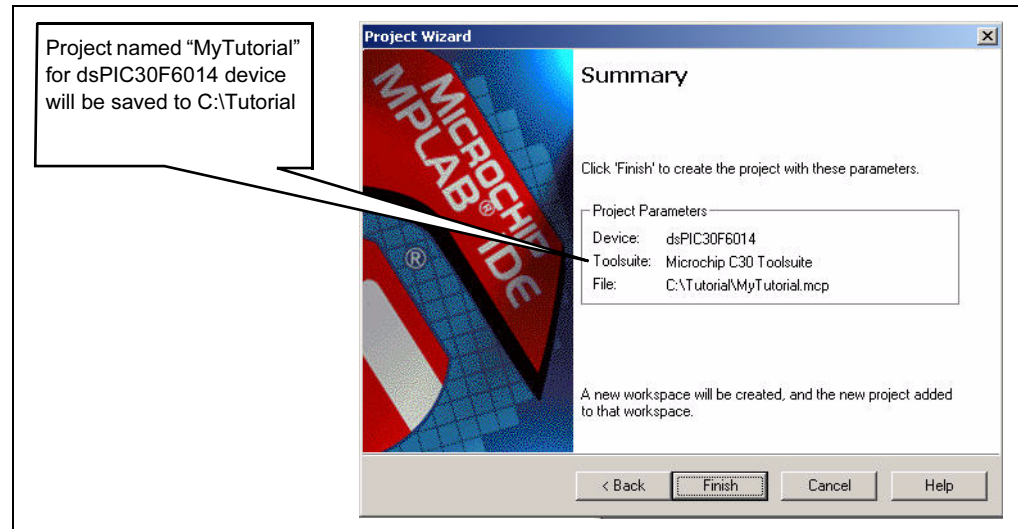 Project named “MyTutorial”
for dsPIC30F6014 device
will be saved to C:\Tutorial
Project Wizard
MICROCHIP
MPLAB® IDE
®
Summary
Click 'Finish' to create the project with these parameters.
Project Parameters
Device: dsPIC30F6014
Toolsuite: Microchip C30 Toolsuite
File: C:\Tutorial\MyTutorial.mcp
A new workspace will be created, and the new project added
to that workspace.
< Back Finish Cancel Help